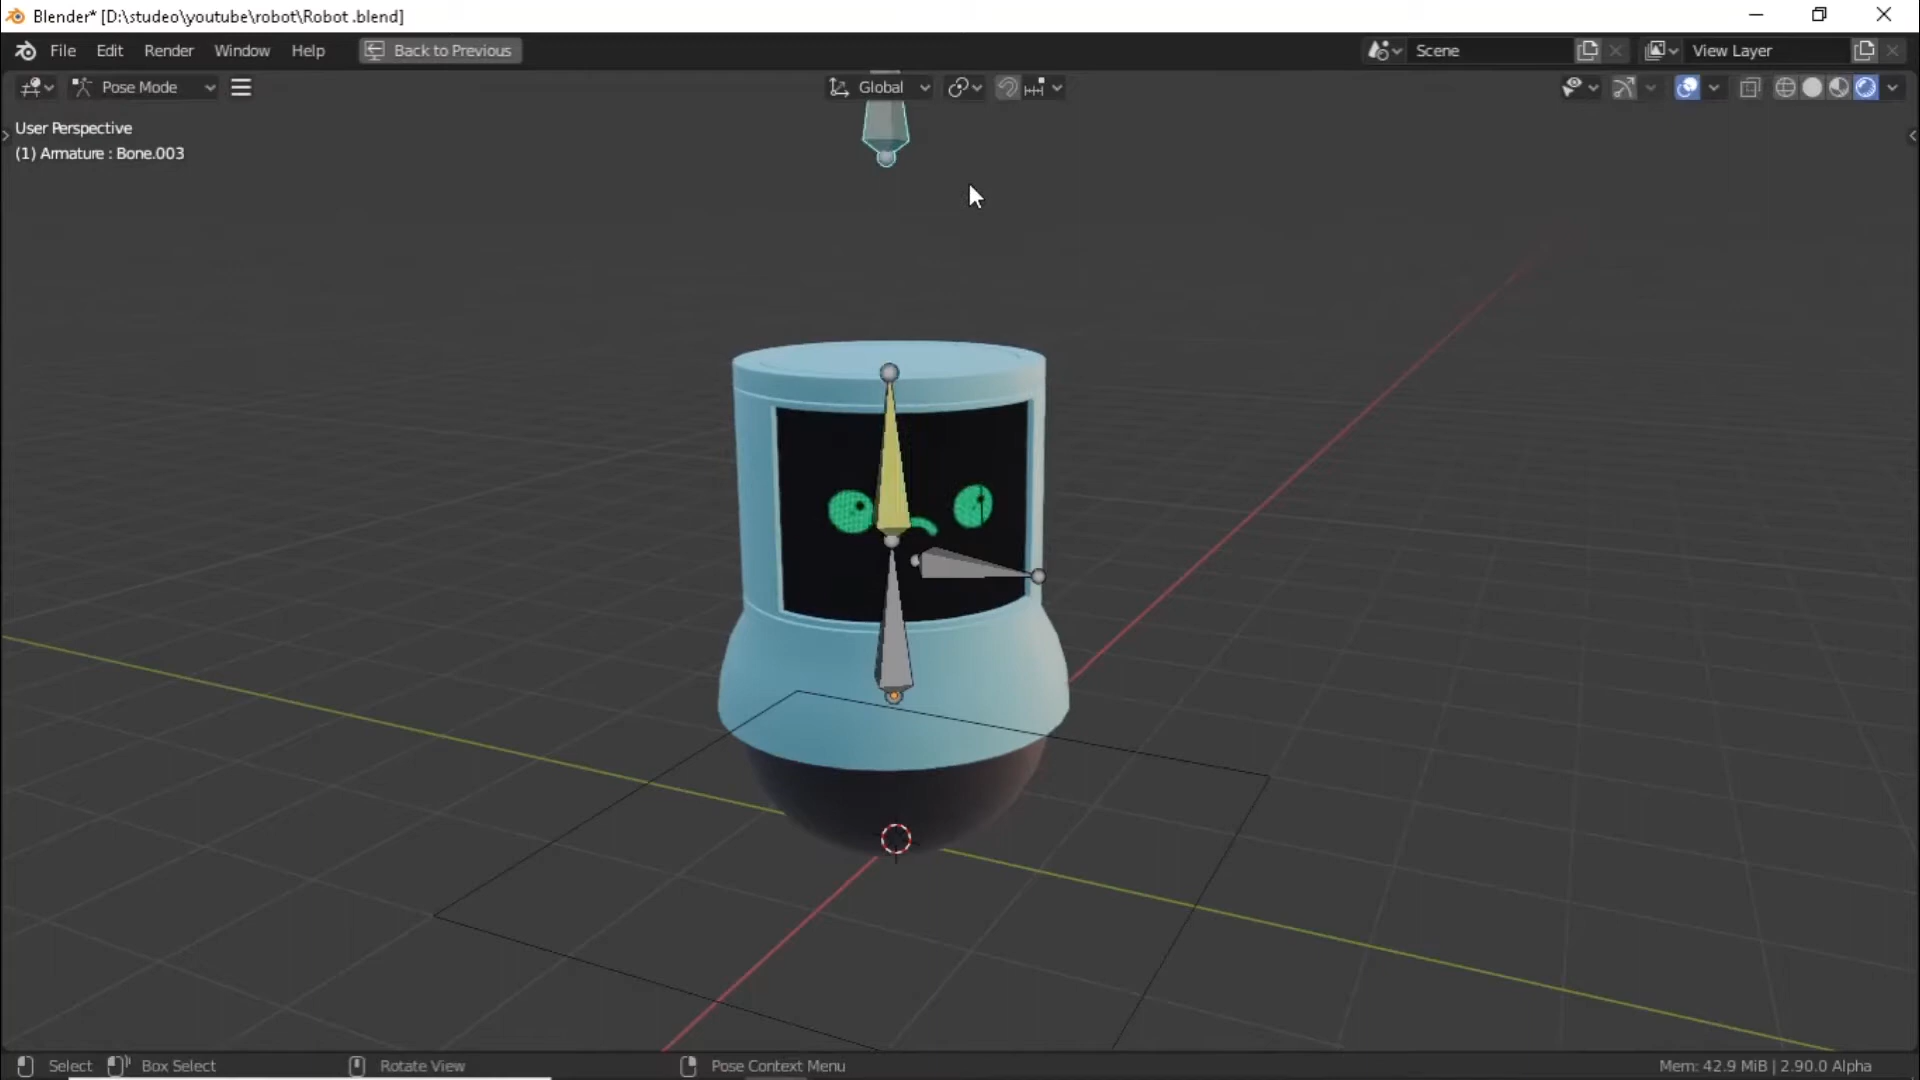 Blender* [D:\studeo\youtube\robot\Robot .blend]
File Edit Render Window Help Back to Previous Scene View Layer
Pose Mode Global
User Perspective
(1) Armature : Bone.003
Select Box Select Rotate View Pose Context Menu Mem: 42.9 MiB | 2.90.0 Alpha